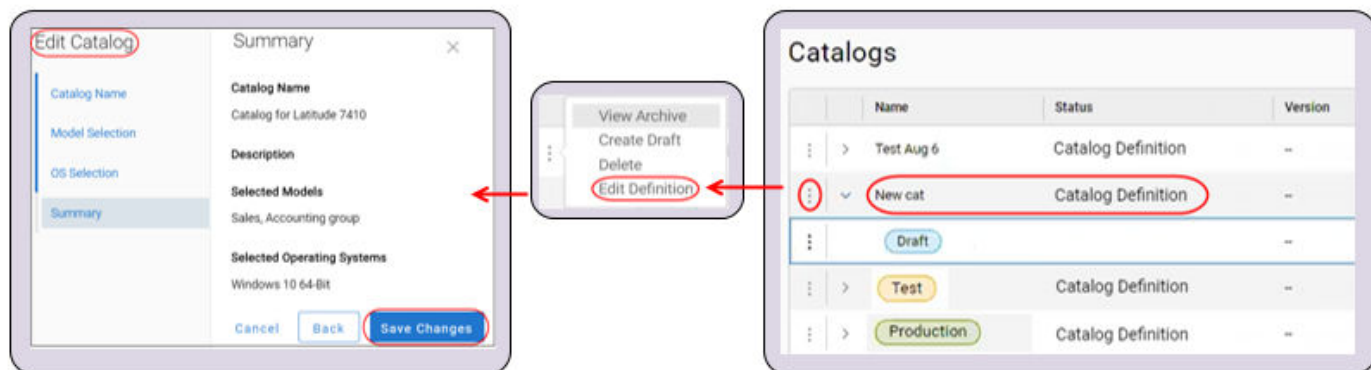 Edit Catalog
Catalog Name
Model Selection
OS Selection
Summary
Summary
Catalog Name
Catalog for Latitude 7410
Description
Selected Models
Sales, Accounting group
Selected Operating Systems
Windows 10 64-Bit
Cancel Back Save Changes
View Archive
Create Draft
Delete
Edit Definition
Catalogs
Name Status Version
Test Aug 6 Catalog Definition --
New cat Catalog Definition --
Draft --
Test Catalog Definition --
Production Catalog Definition --